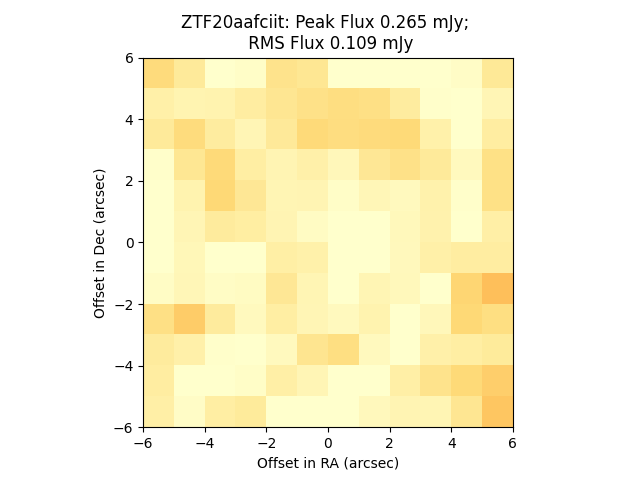 ZTF20aafciit: Peak Flux 0.265 mJy;
RMS Flux 0.109 mJy
6
4
2
0
−2
−4
−6
Offset in Dec (arcsec)
−6 −4 −2 0 2 4 6
Offset in RA (arcsec)